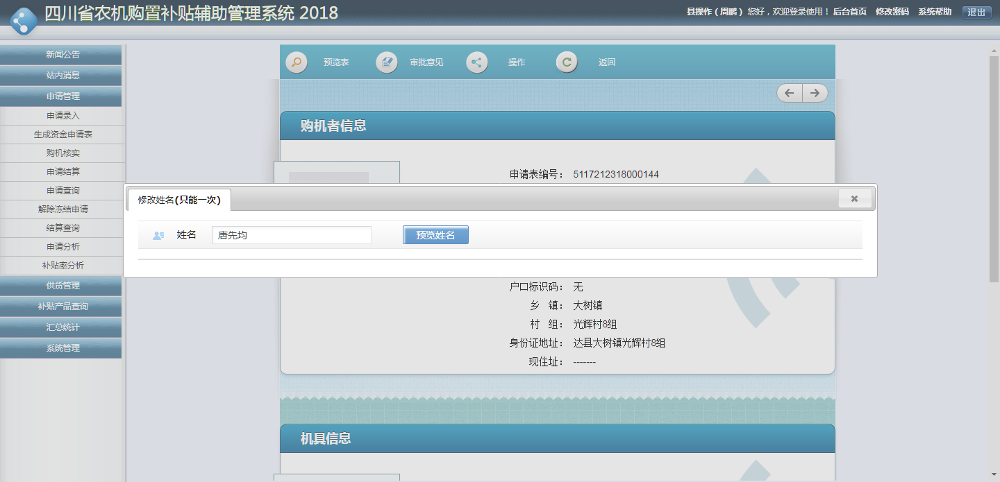 四川省农机购置补贴辅助管理系统 2018
县操作（周鹏）您好，欢迎登录使用！ 后台首页 修改密码 系统帮助 退出
新闻公告
站内消息
申请管理
申请录入
生成资金申请表
购机核实
申请结算
申请查询
解除冻结申请
结算查询
申请分析
补贴率分析
供货管理
补贴产品查询
汇总统计
系统管理
预览表 审批意见 操作 返回
购机者信息
申请表编号： 5117212318000144
修改姓名(只能一次)
姓名 唐先均 预览姓名
户口标识码： 无
乡 镇： 大树镇
村 组： 光辉村8组
身份证地址： 达县大树镇光辉村8组
现住址： -------
机具信息